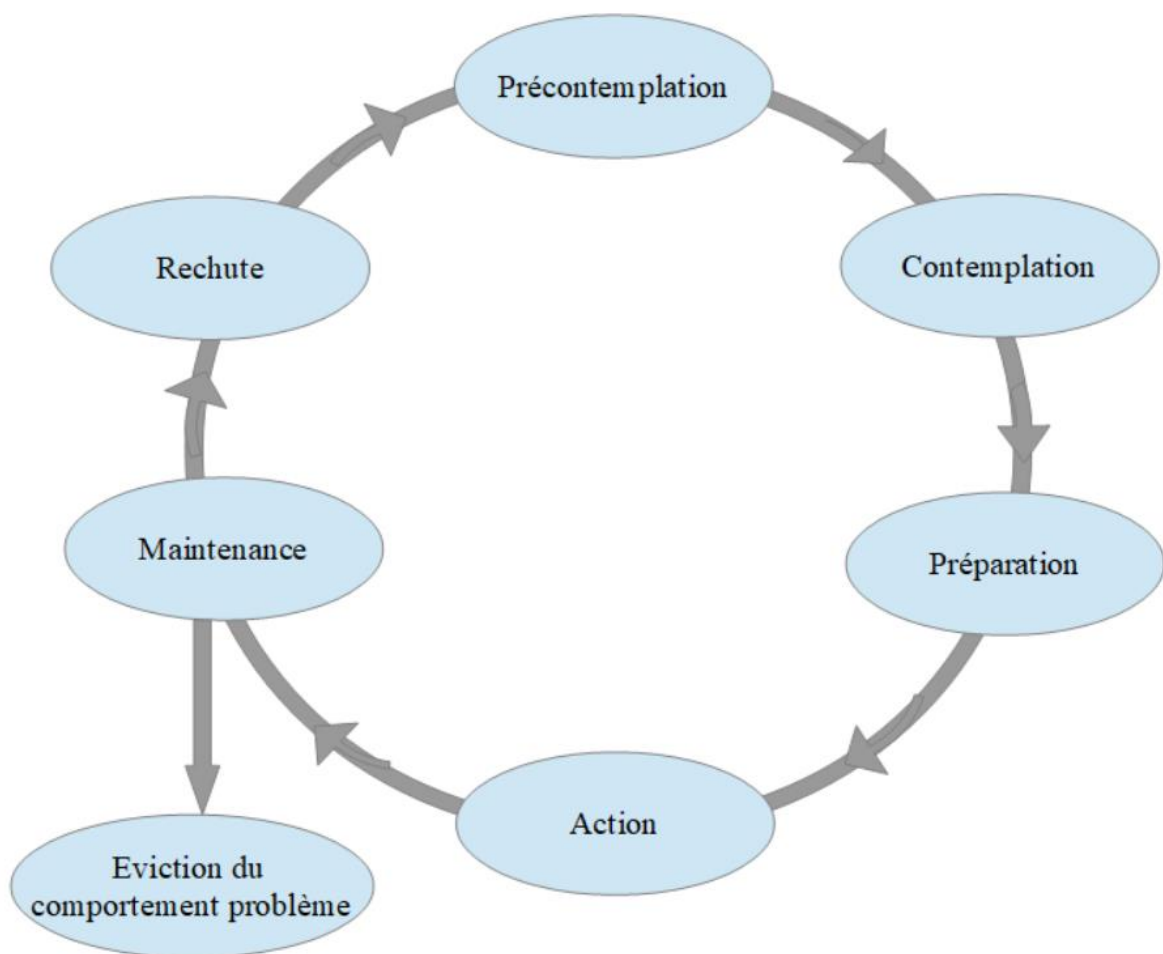 Précontemplation
Contemplation
Préparation
Action
Maintenance
Rechute
Eviction du
comportement problème